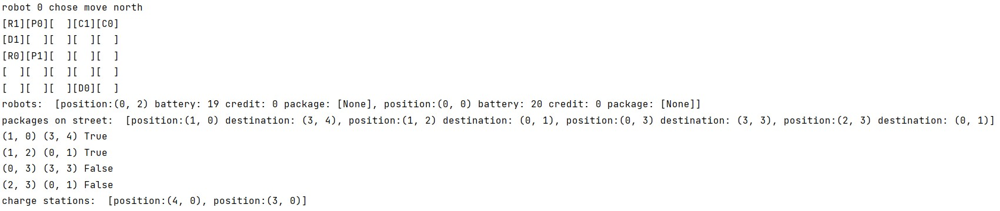 robot 0 chose move north
[R1][P0][  ][C1][C0]
[D1][  ][  ][  ][  ]
[R0][P1][  ][  ][  ]
[  ][  ][  ][  ][  ]
[  ][  ][  ][D0][  ]
robots:  [position:(0, 2) battery: 19 credit: 0 package: [None], position:(0, 0) battery: 20 credit: 0 package: [None]]
packages on street:  [position:(1, 0) destination: (3, 4), position:(1, 2) destination: (0, 1), position:(0, 3) destination: (3, 3), position:(2, 3) destination: (0, 1)]
(1, 0) (3, 4) True
(1, 2) (0, 1) True
(0, 3) (3, 3) False
(2, 3) (0, 1) False
charge stations:  [position:(4, 0), position:(3, 0)]